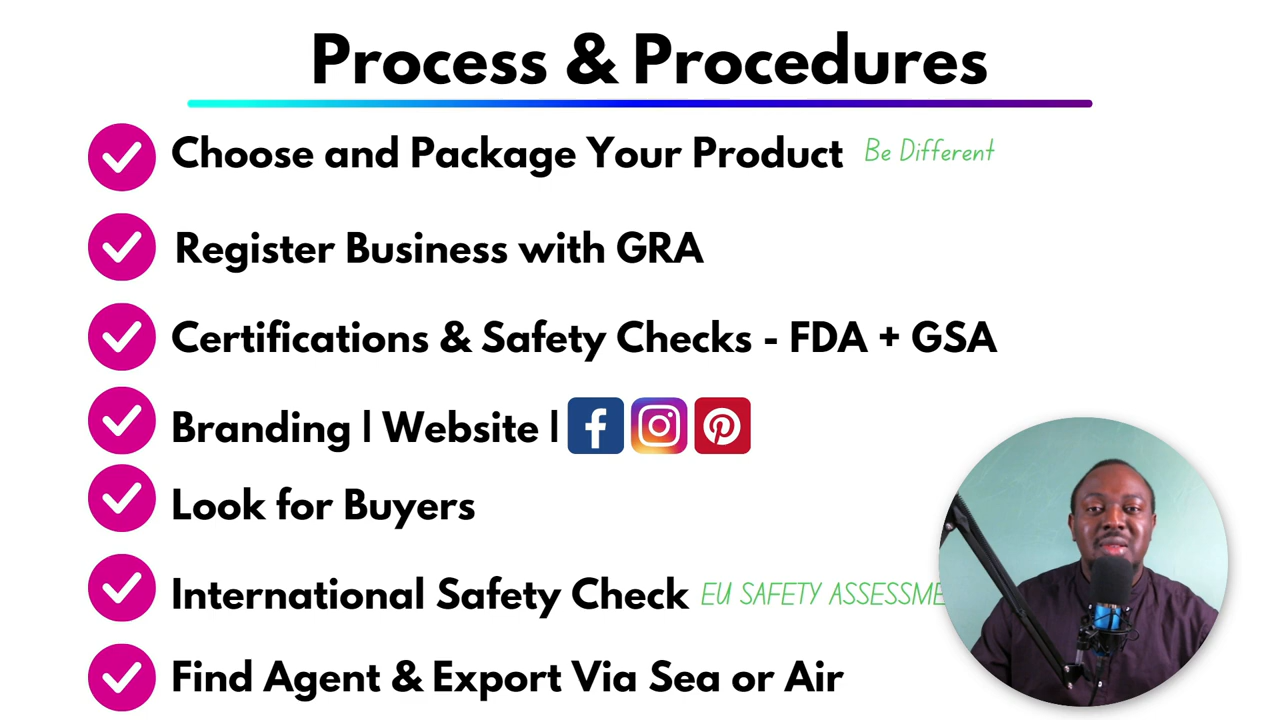 Process & Procedures
Choose and Package Your Product Be Different
Register Business with GRA
Certifications & Safety Checks - FDA + GSA
Branding | Website |
Look for Buyers
International Safety Check EU SAFETY
Find Agent & Export Via Sea or Air